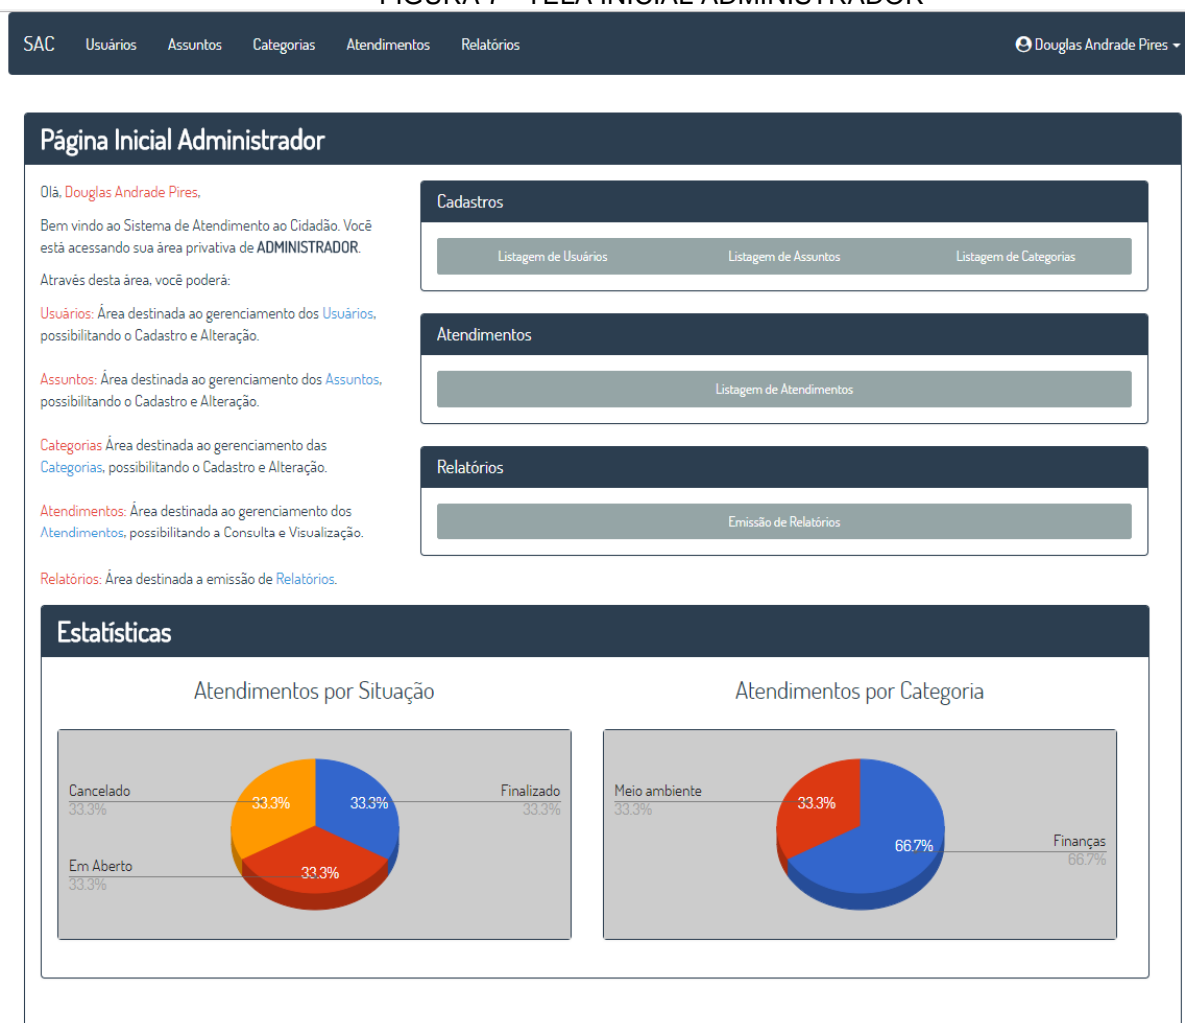 FIGURA 7 - TELA INICIAL ADMINISTRADOR
SAC Usuários Assuntos Categorias Atendimentos Relatórios Douglas Andrade Pires
Página Inicial Administrador
Olá, Douglas Andrade Pires,
Bem vindo ao Sistema de Atendimento ao Cidadão. Você
está acessando sua área privativa de ADMINISTRADOR.
Através desta área, você poderá:
Usuários: Área destinada ao gerenciamento dos Usuários,
possibilitando o Cadastro e Alteração.
Assuntos: Área destinada ao gerenciamento dos Assuntos,
possibilitando o Cadastro e Alteração.
Categorias Área destinada ao gerenciamento das
Categorias, possibilitando o Cadastro e Alteração.
Atendimentos: Área destinada ao gerenciamento dos
Atendimentos, possibilitando a Consulta e Visualização.
Relatórios: Área destinada a emissão de Relatórios.
Cadastros
Listagem de Usuários Listagem de Assuntos Listagem de Categorias
Atendimentos
Listagem de Atendimentos
Relatórios
Emissão de Relatórios
Estatísticas
Atendimentos por Situação
Cancelado
33.3%
Em Aberto
33.3%
33.3%
33.3%
33.3%
Finalizado
33.3%
Atendimentos por Categoria
Meio ambiente
33.3%
33.3%
66.7%
Finanças
66.7%